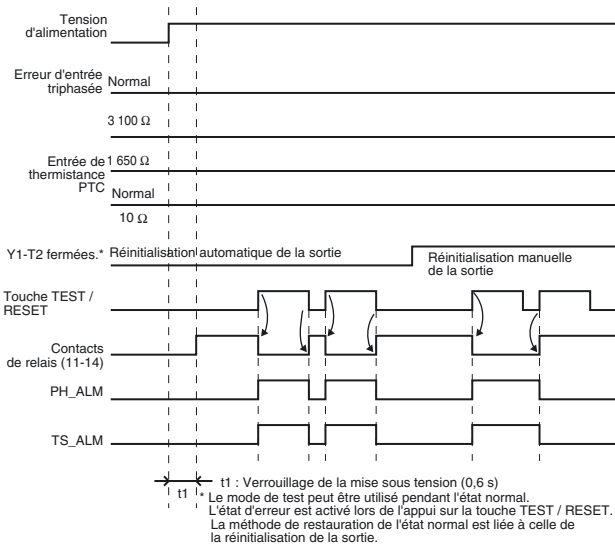 Tension
d'alimentation
Erreur d'entrée
triphasée
Normal
3 100 Ω
1 650 Ω
Entrée de
thermistance
PTC
Normal
10 Ω
Y1-T2 fermées.*
Réinitialisation automatique de la sortie
Réinitialisation manuelle
de la sortie
Touche TEST /
RESET
Contacts
de relais (11-14)
PH_ALM
TS_ALM
t1
t1 : Verrouillage de la mise sous tension (0,6 s)
* Le mode de test peut être utilisé pendant l'état normal.
L'état d'erreur est activé lors de l'appui sur la touche TEST / RESET.
La méthode de restauration de l'état normal est liée à celle de
la réinitialisation de la sortie.